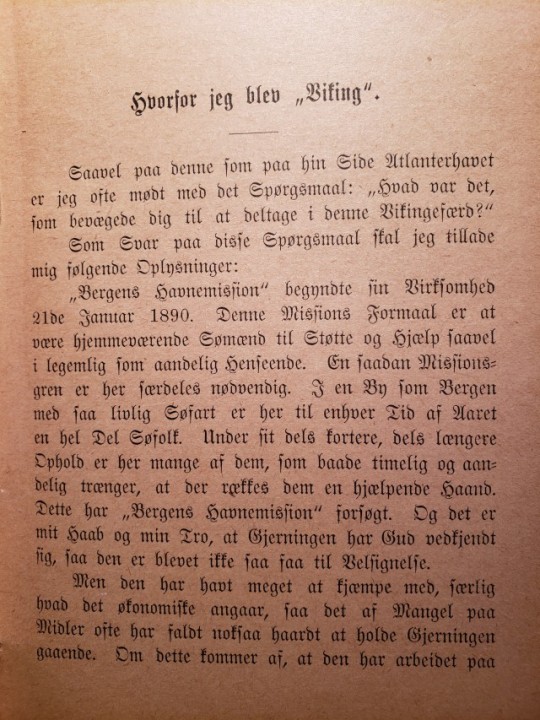 Hvorfor jeg blev „Viking“.
Saavel paa denne som paa hin Side Atlanterhavet
er jeg ofte mødt med det Spørgsmaal: „Hvad var det,
som bevægede dig til at deltage i denne Vikingefærd?“
Som Svar paa disse Spørgsmaal skal jeg tillade
mig følgende Oplysninger:
„Bergens Havnemission“ begyndte sin Virksomhed
21de Januar 1890. Denne Missions Formaal er at
være hjemmeværende Sømænd til Støtte og Hjælp saavel
i legemlig som aandelig Henseende. En saadan Missions-
gren er her særdeles nødvendig. I en By som Bergen
med saa livlig Søfart er her til enhver Tid af Aaret
en hel Del Søfolk. Under sit dels kortere, dels længere
Ophold er her mange af dem, som baade timelig og aan-
delig trænger, at der rækkes dem en hjælpende Haand.
Dette har „Bergens Havnemission“ forsøgt. Og det er
mit Haab og min Tro, at Gjerningen har Gud vedkjendt
sig, saa den er blevet ikke saa saa til Velsignelse.
Men den har havt meget at kjæmpe med, særlig
hvad det økonomiske angaar, saa det af Mangel paa
Midler ofte har faldt noksaa haardt at holde Gjerningen
gaaende. Om dette kommer af, at den har arbeidet paa